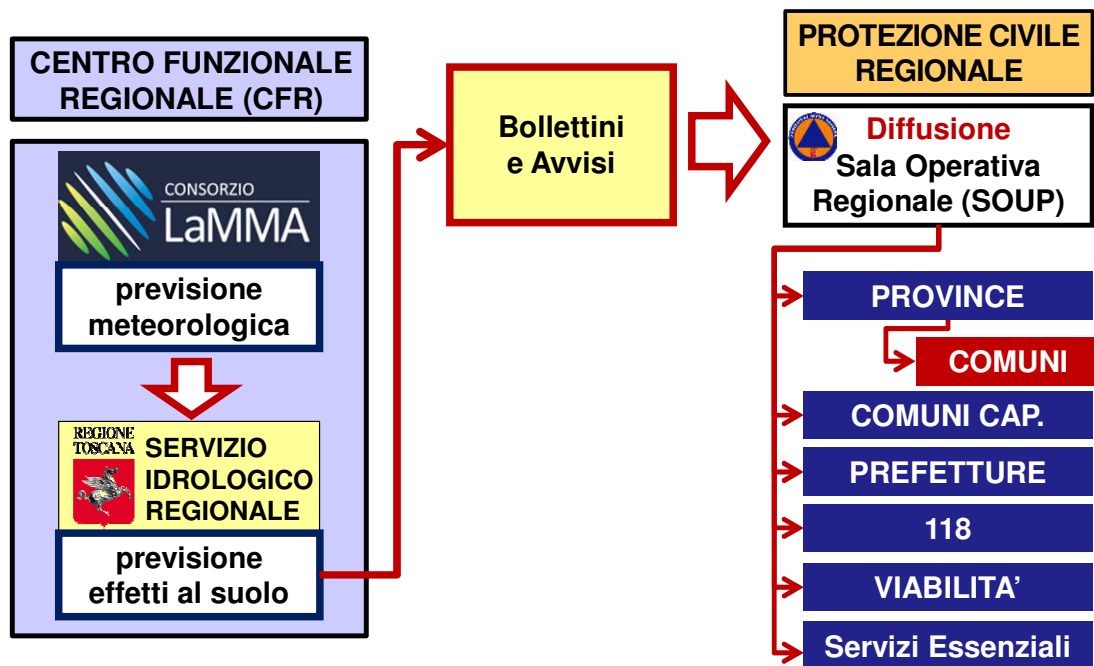 CENTRO FUNZIONALE
REGIONALE (CFR)
CONSORZIO
LaMMA
previsione
meteorologica
REGIONE
TOSCANA
SERVIZIO
IDROLOGICO
REGIONALE
previsione
effetti al suolo
Bollettini
e Avvisi
PROTEZIONE CIVILE
REGIONALE
Diffusione
Sala Operativa
Regionale (SOUP)
PROVINCE
COMUNI
COMUNI CAP.
PREFETTURE
118
VIABILITA’
Servizi Essenziali